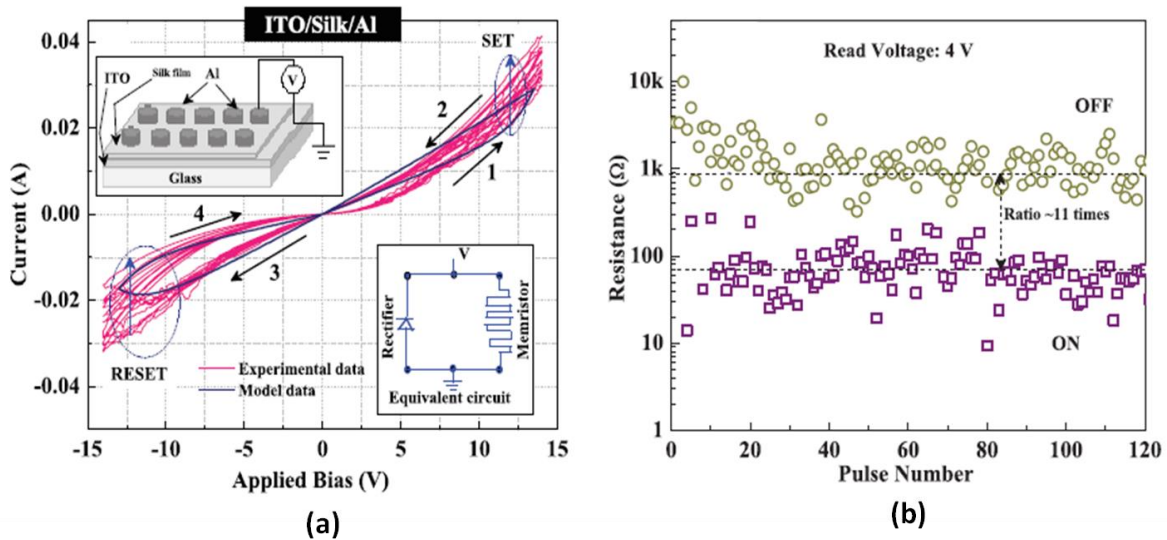 ITO/Silk/Al
0.04
0.02
0.00
-0.02
-0.04
Current (A)
-15
-10
-5
0
5
10
15
Applied Bias (V)
ITO
Silk film
Al
V
Glass
SET
2
1
4
3
RESET
Experimental data
Model data
V
Rectifier
Memristor
Equivalent circuit
(a)
Read Voltage: 4 V
10k
1k
100
10
1
Resistance (Ω)
OFF
Ratio ~11 times
ON
0
20
40
60
80
100
120
Pulse Number
(b)